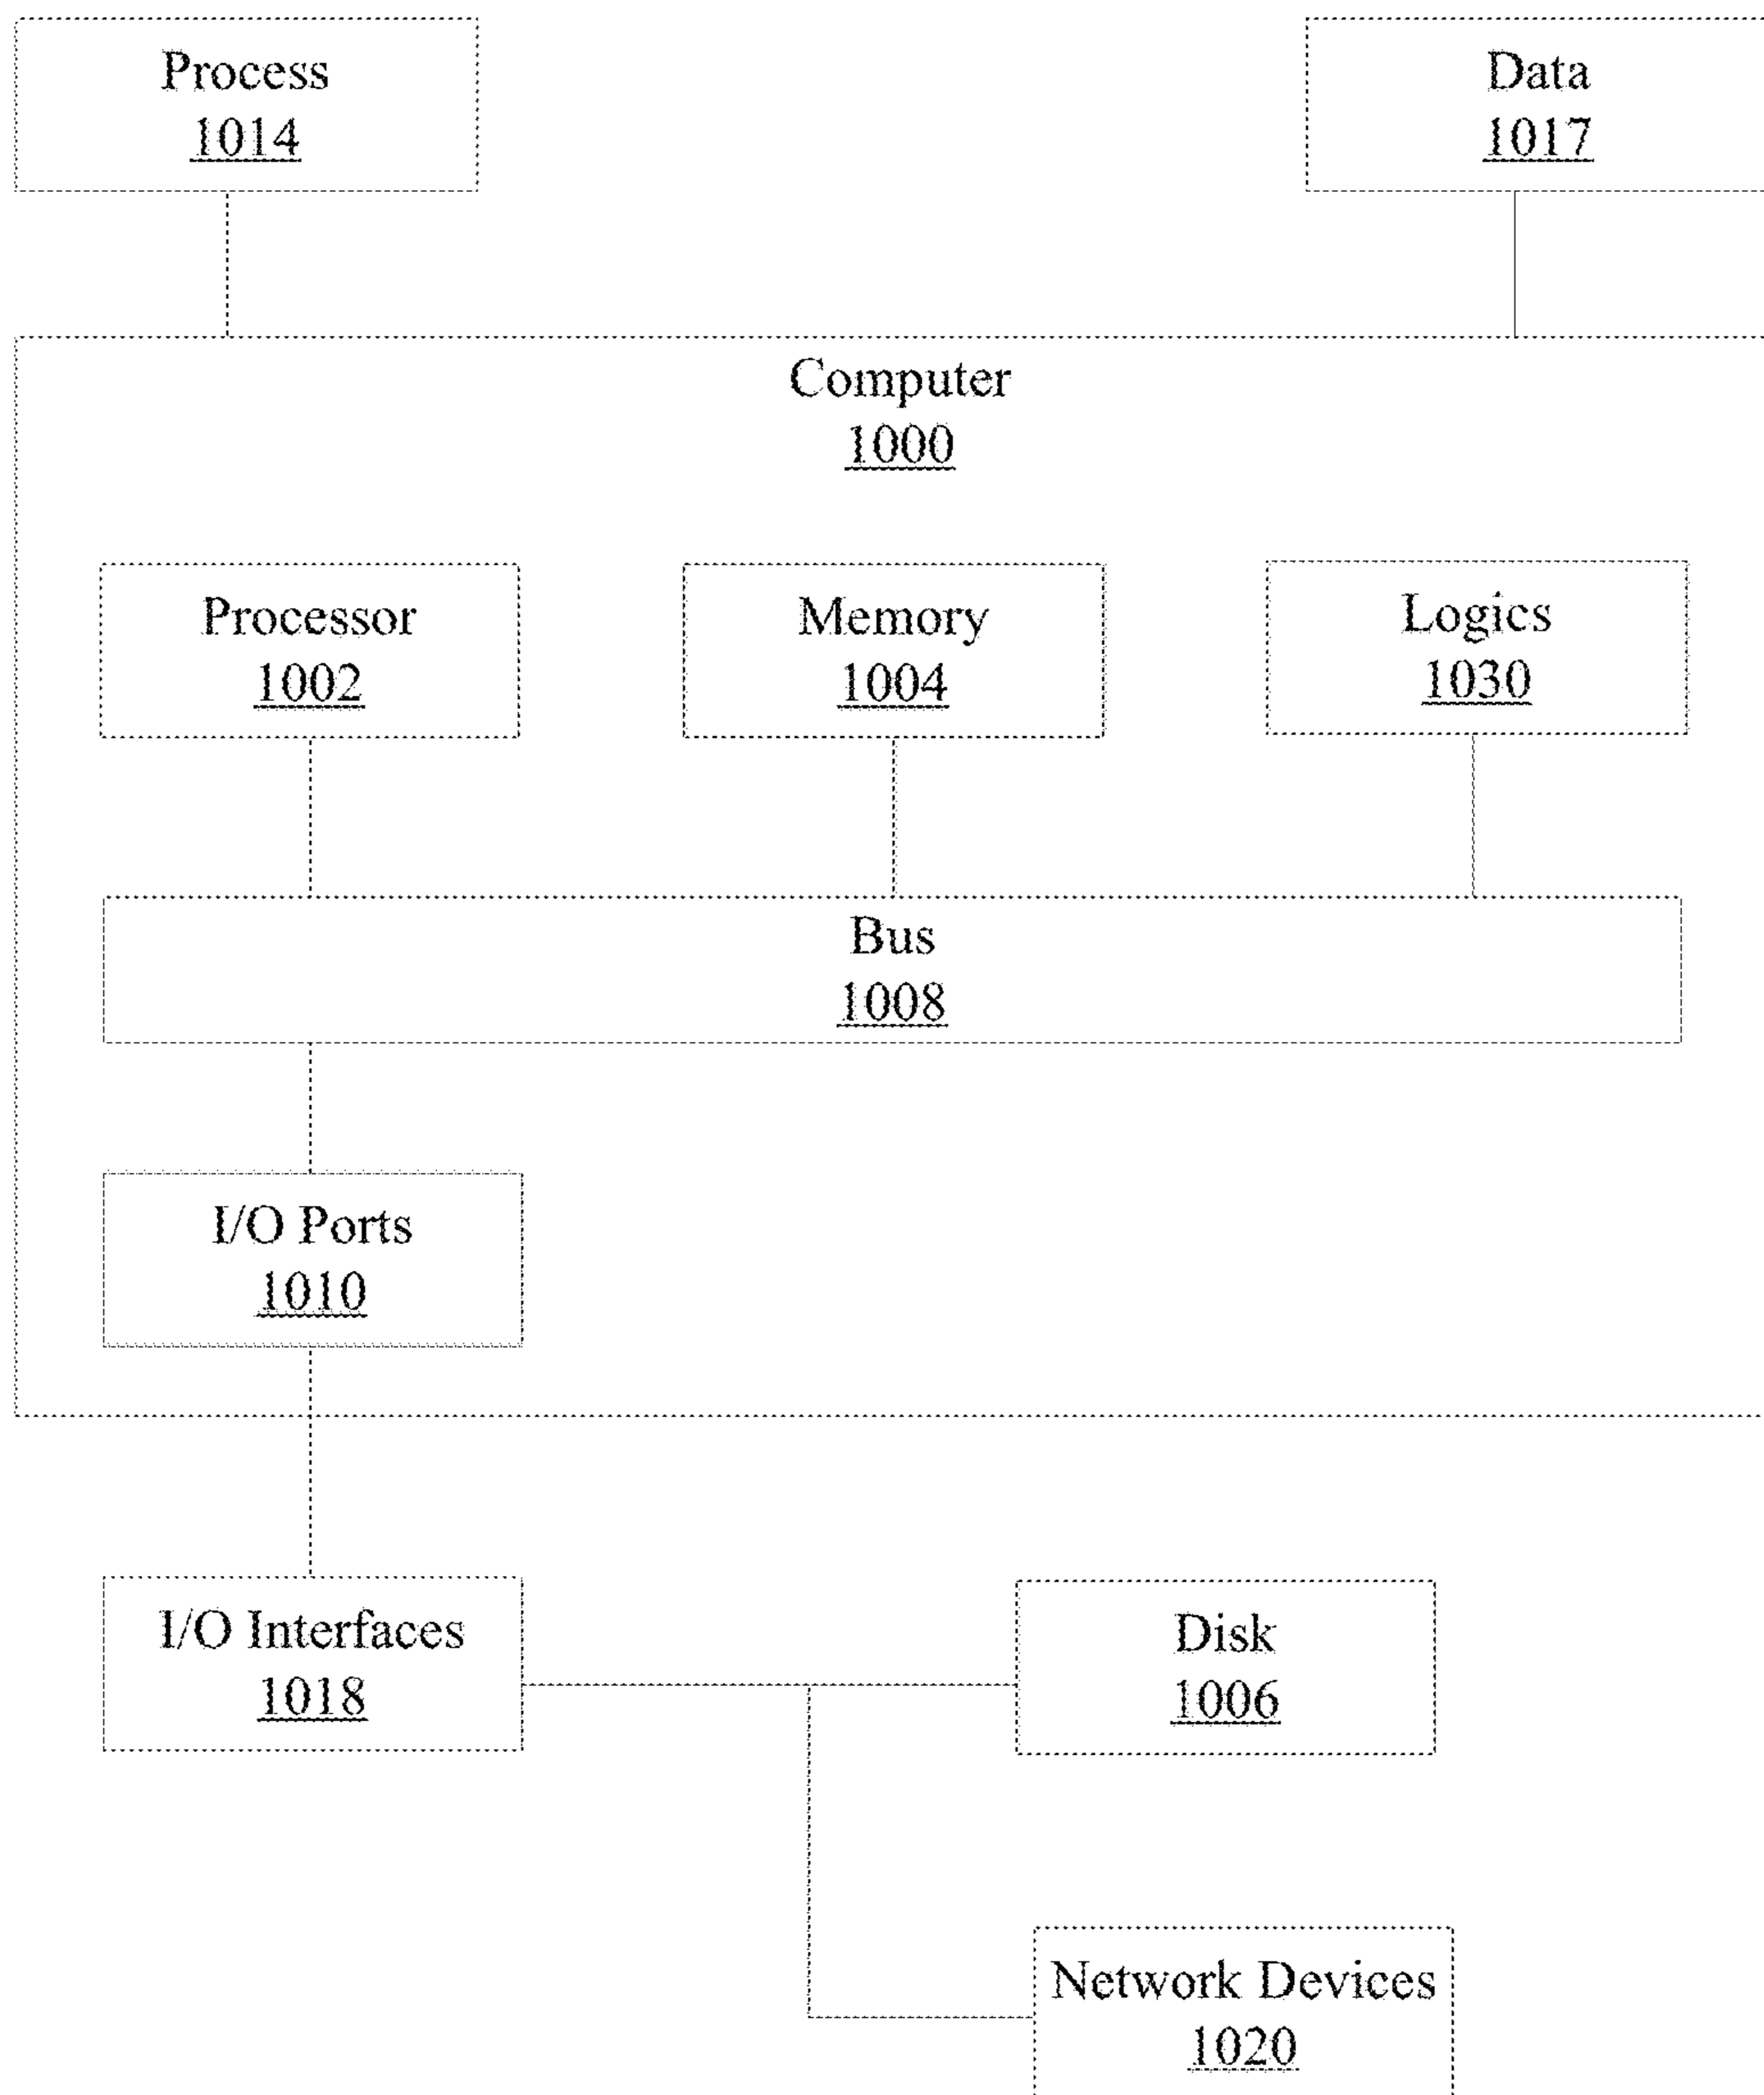 Process
1014
Data
1017
Computer
1000
Processor
1002
Memory
1004
Logics
1030
Bus
1008
I/O Ports
1010
I/O Interfaces
1018
Disk
1006
Network Devices
1020